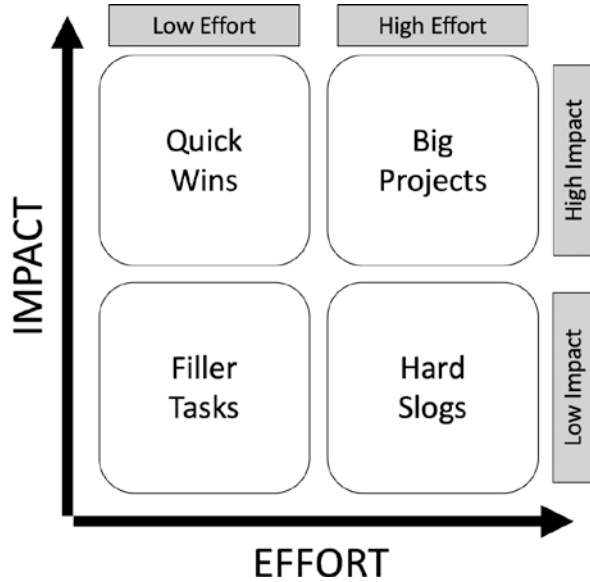 Low Effort
High Effort
Quick
Wins
Big
Projects
High Impact
IMPACT
Filler
Tasks
Hard
Slogs
Low Impact
EFFORT